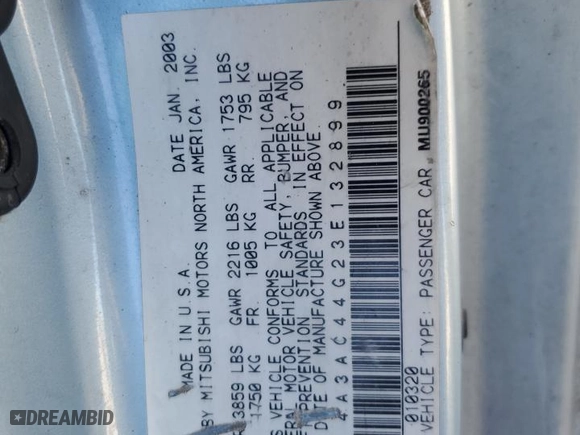 MADE IN U.S.A. DATE JAN. 2003
BY MITSUBISHI MOTORS NORTH AMERICA, INC.
3859 LBS GAWR 2216 LBS GAWR 1753 LBS
1750 KG FR. 1005 KG RR. 795 KG
VEHICLE CONFORMS TO ALL APPLICABLE
MOTOR VEHICLE SAFETY, BUMPER, AND
PREVENTION STANDARDS IN EFFECT ON
DATE OF MANUFACTURE SHOWN ABOVE.
4A3AC44G23E132899
010320
VEHICLE TYPE: PASSENGER CAR MU900265
DREAMBID